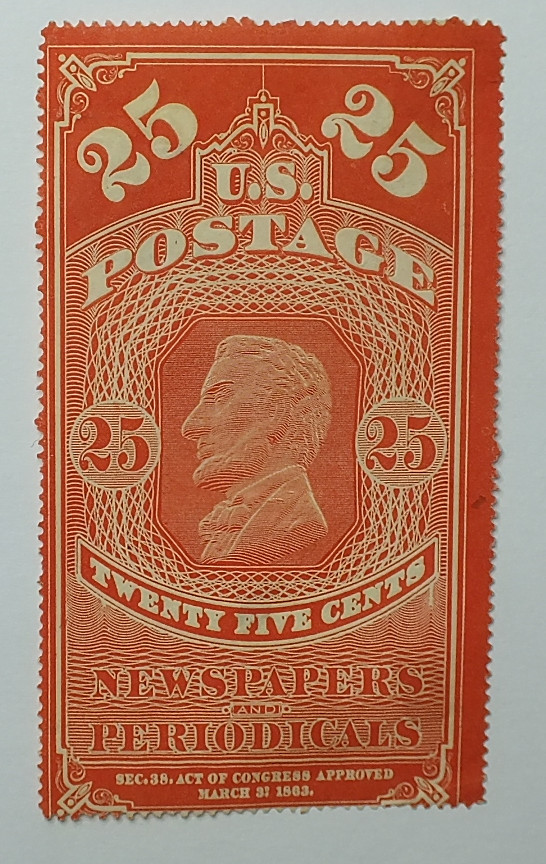 25 25
U.S.
POSTAGE
25 25
TWENTY FIVE CENTS
NEWSPAPERS
AND
PERIODICALS
SEC. 38. ACT OF CONGRESS APPROVED
MARCH 3? 1863.